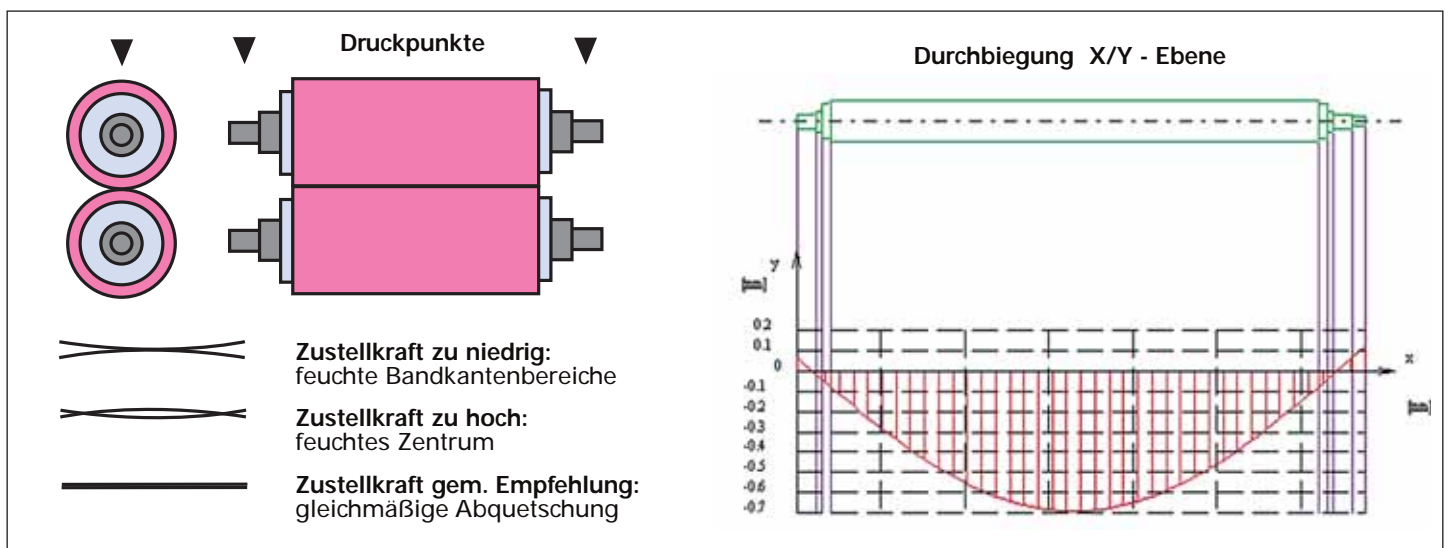 Druckpunkte
Zustellkraft zu niedrig:
feuchte Bandkantenbereiche
Zustellkraft zu hoch:
feuchtes Zentrum
Zustellkraft gem. Empfehlung:
gleichmäßige Abquetschung
Durchbiegung X/Y - Ebene
y
0.2
0.1
0
x
-0.1
-0.2
-0.3
-0.4
-0.5
-0.6
-0.7